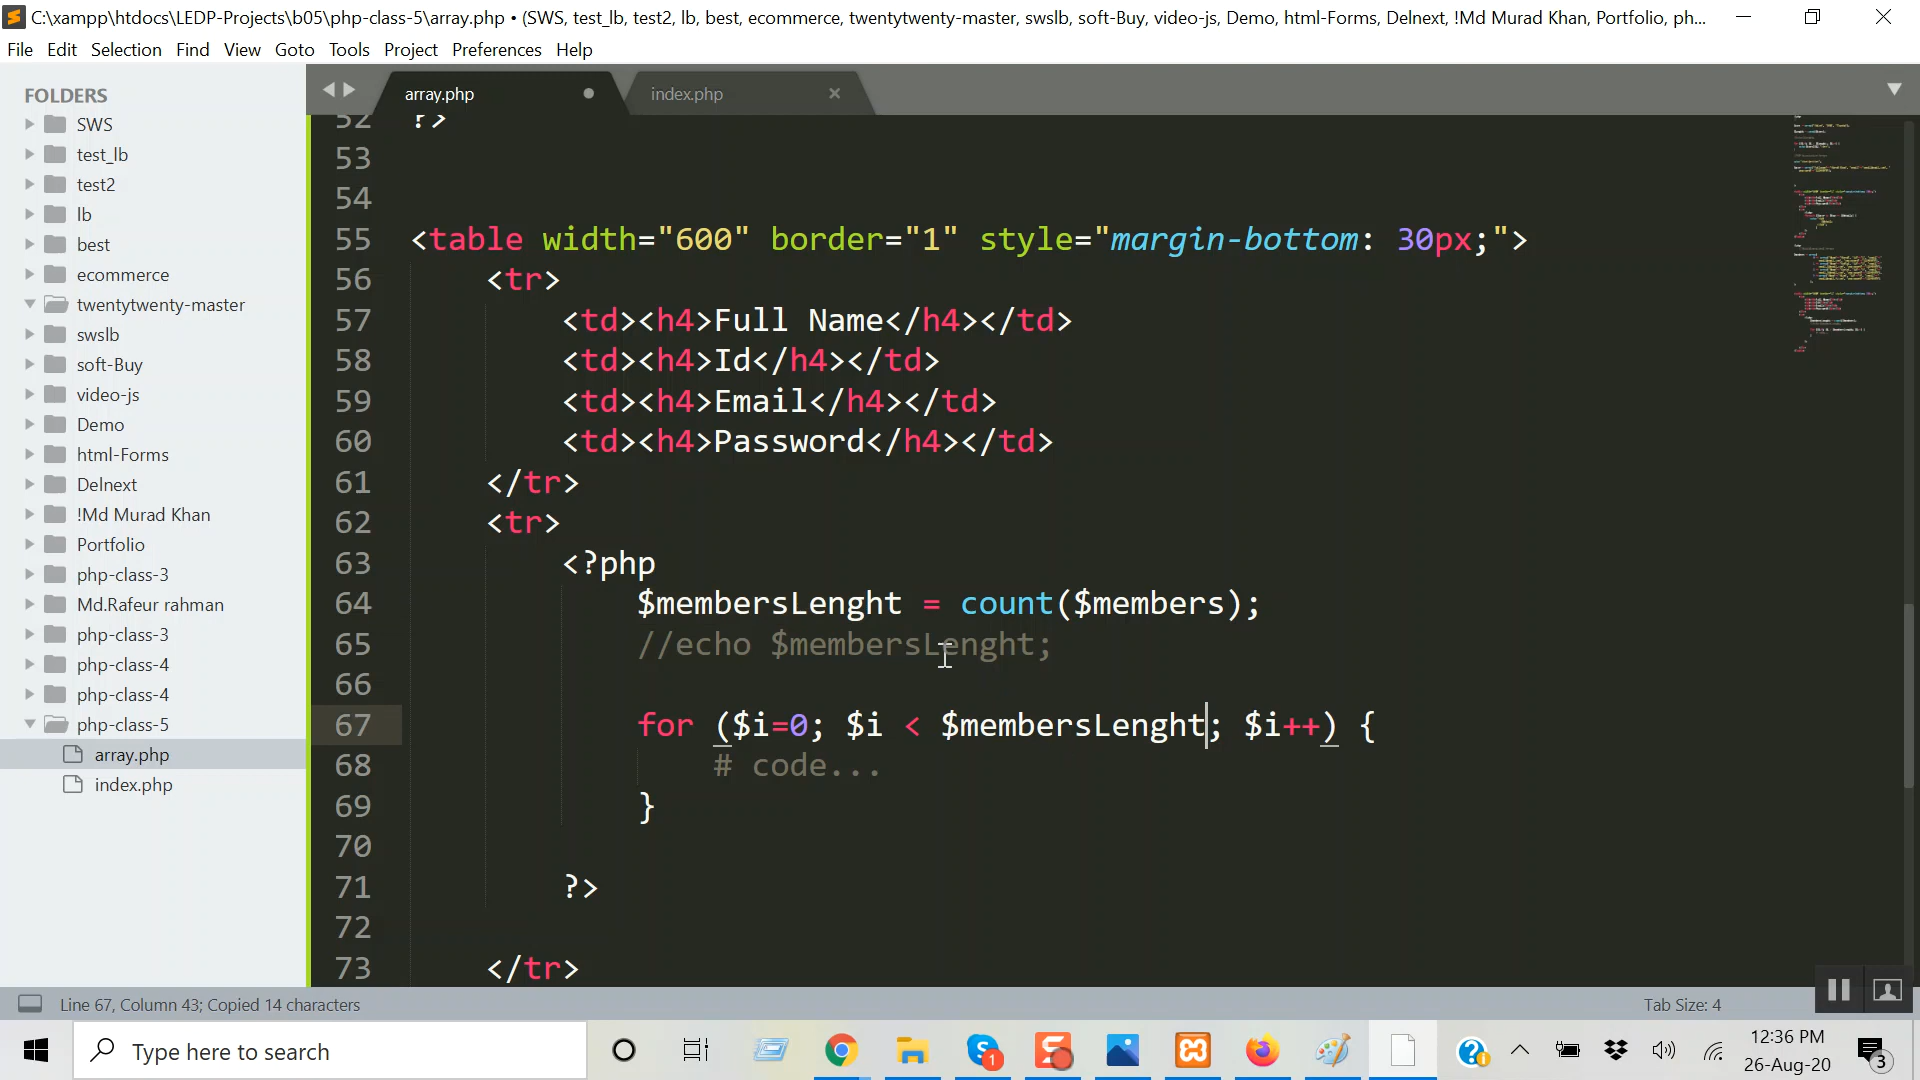 C:\xampp\htdocs\LEDP-Projects\b05\php-class-5\array.php • (SWS, test_lb, test2, lb, best, ecommerce, twentytwenty-master, swslb, soft-Buy, video-js, Demo, html-Forms, Delnext, !Md Murad Khan, Portfolio, ph...
File Edit Selection Find View Goto Tools Project Preferences Help
FOLDERS
SWS
test_lb
test2
lb
best
ecommerce
twentytwenty-master
swslb
soft-Buy
video-js
Demo
html-Forms
Delnext
!Md Murad Khan
Portfolio
php-class-3
Md.Rafeur rahman
php-class-3
php-class-4
php-class-4
php-class-5
array.php
index.php
array.php index.php
52 ?>
53
54
55 <table width="600" border="1" style="margin-bottom: 30px;">
56 <tr>
57 <td><h4>Full Name</h4></td>
58 <td><h4>Id</h4></td>
59 <td><h4>Email</h4></td>
60 <td><h4>Password</h4></td>
61 </tr>
62 <tr>
63 <?php
64 $membersLenght = count($members);
65 //echo $membersLenght;
66
67 for ($i=0; $i < $membersLenght; $i++) {
68 # code...
69 }
70
71 ?>
72
73 </tr>
Line 67, Column 43; Copied 14 characters
Tab Size: 4
Type here to search
1
12:36 PM
26-Aug-20
3